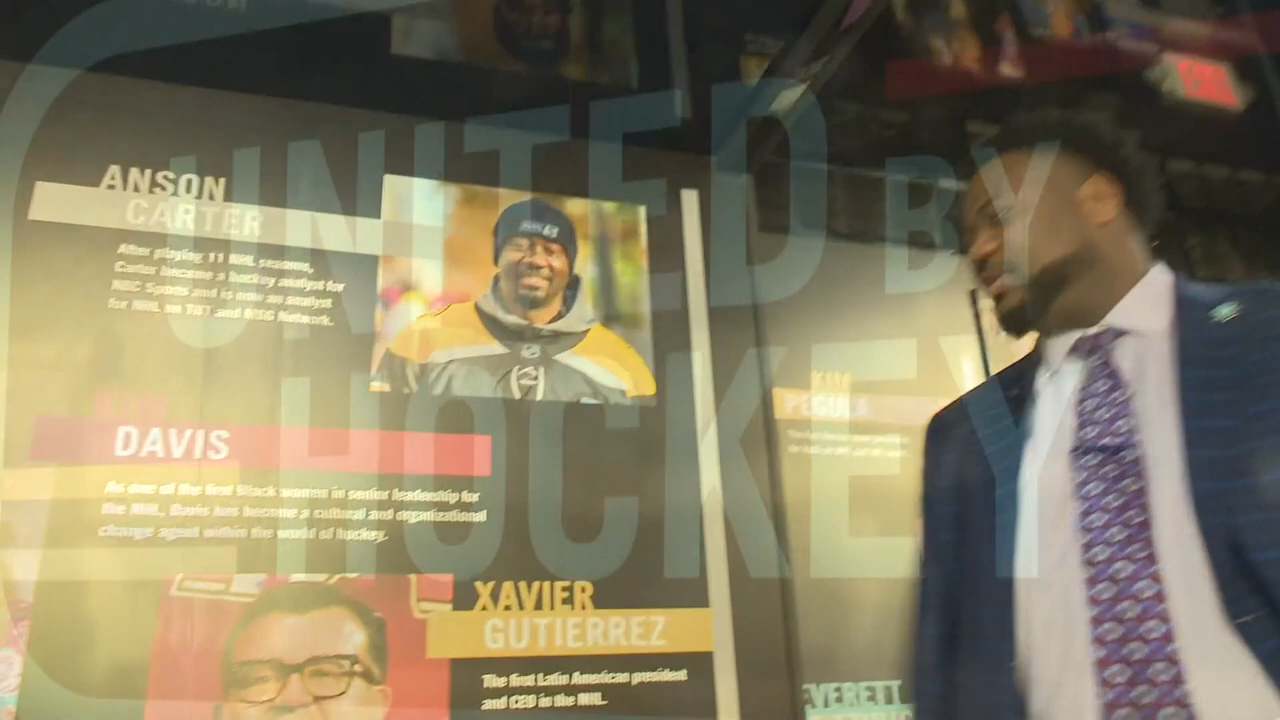 UNITED BY
HOCKEY
ANSON
CARTER
After playing 11 NHL seasons,
Carter became a hockey analyst for
NBC Sports and is now an analyst
for NHL on TNT and MSG Network.
KIM
DAVIS
As one of the first Black women in senior leadership for
the NHL, Davis has become a cultural and organizational
change agent within the world of hockey.
XAVIER
GUTIERREZ
The first Latin American president
and CEO in the NHL.
KIM
PEGULA
EVERETT
EXIT